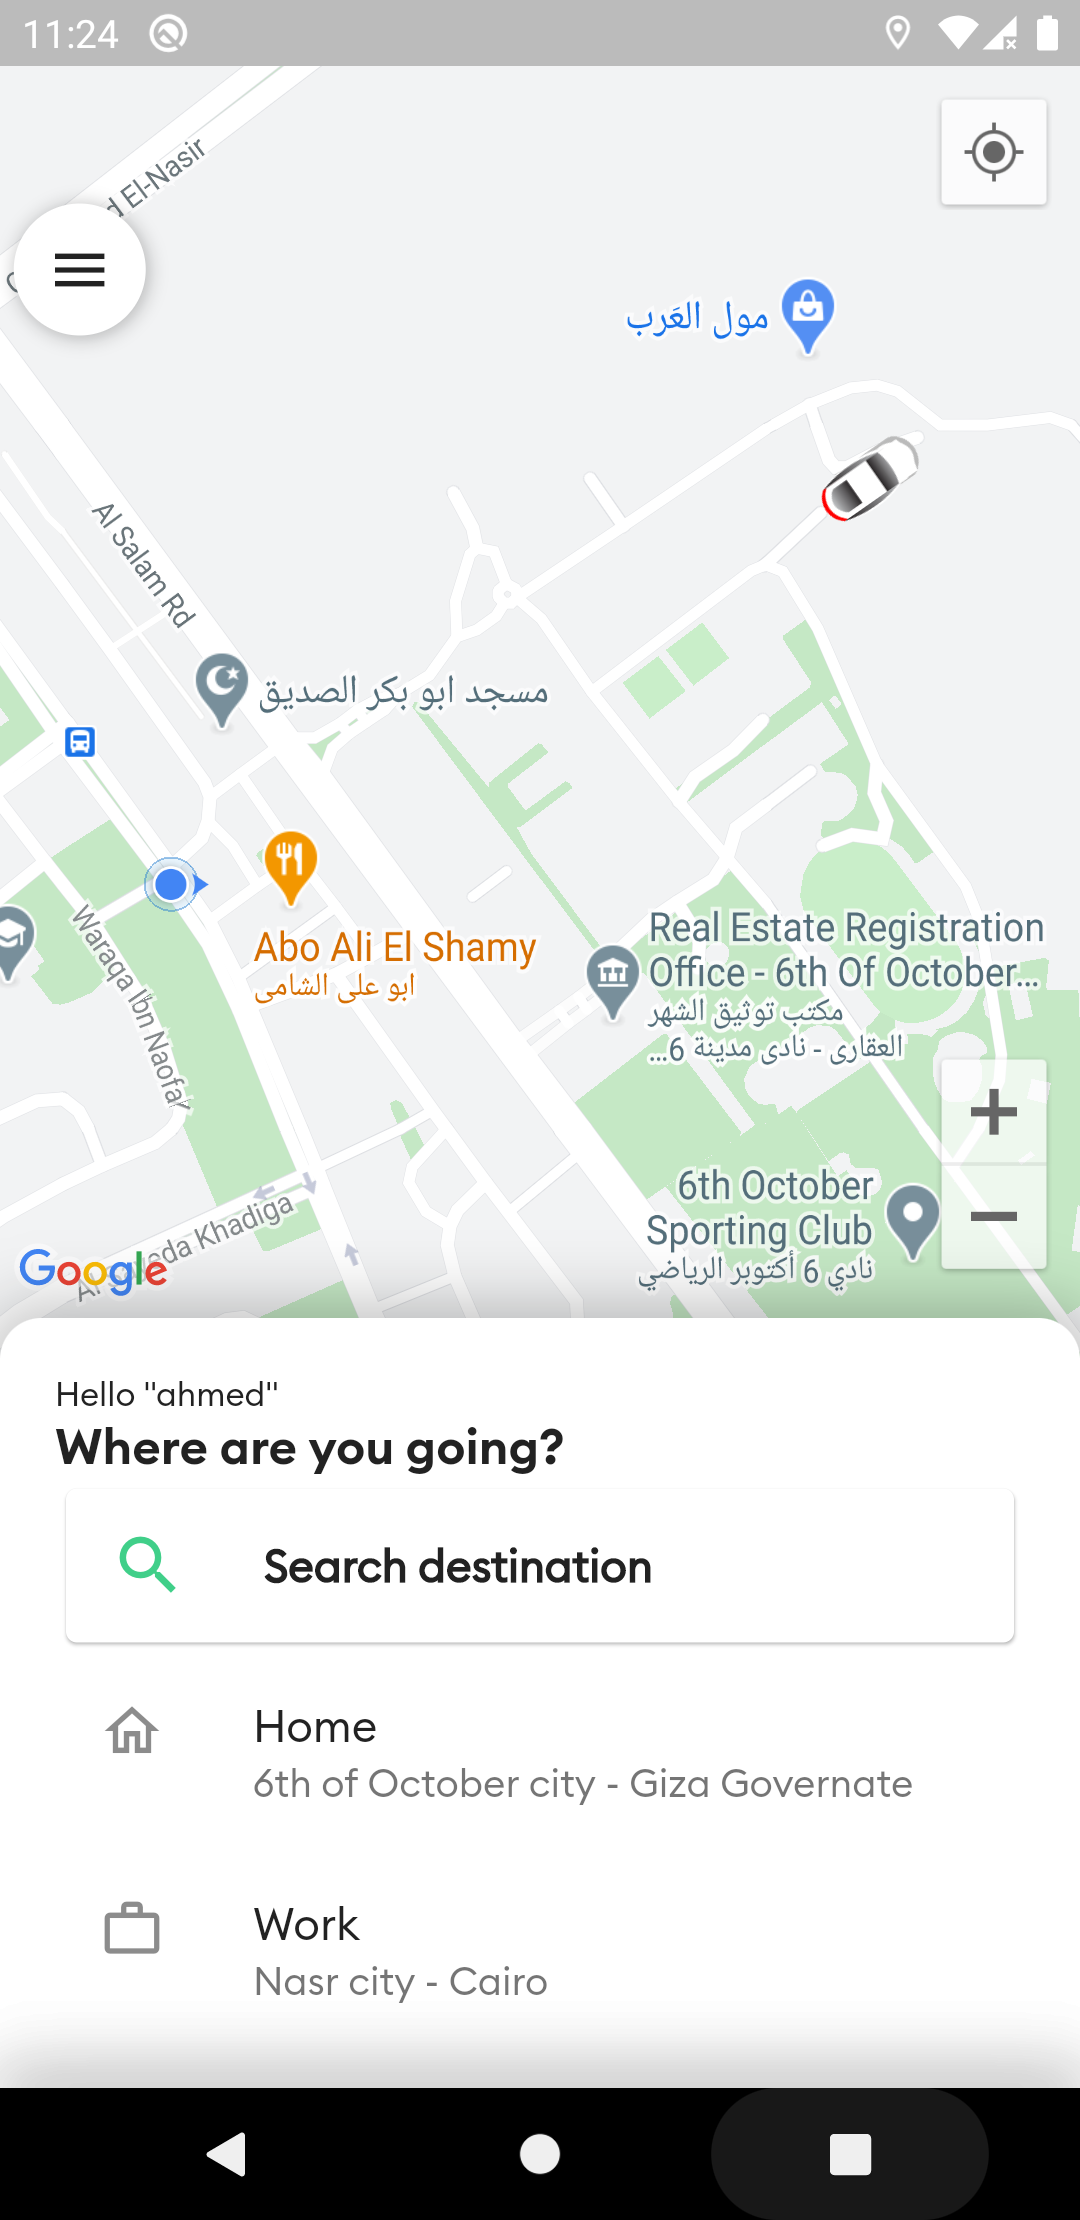 11:24
d El-Nasir
مول العَرب
Al Salam Rd
مسجد ابو بكر الصديق
Abo Ali El Shamy
ابو على الشامى
Waraqa Ibn Naofal
Real Estate Registration
Office - 6th Of October...
مكتب توثيق الشهر
العقارى - نادى مدينة 6...
6th October
Sporting Club
نادي 6 أكتوبر الرياضي
Khadiga
Google
Hello "ahmed"
Where are you going?
Search destination
Home
6th of October city - Giza Governate
Work
Nasr city - Cairo